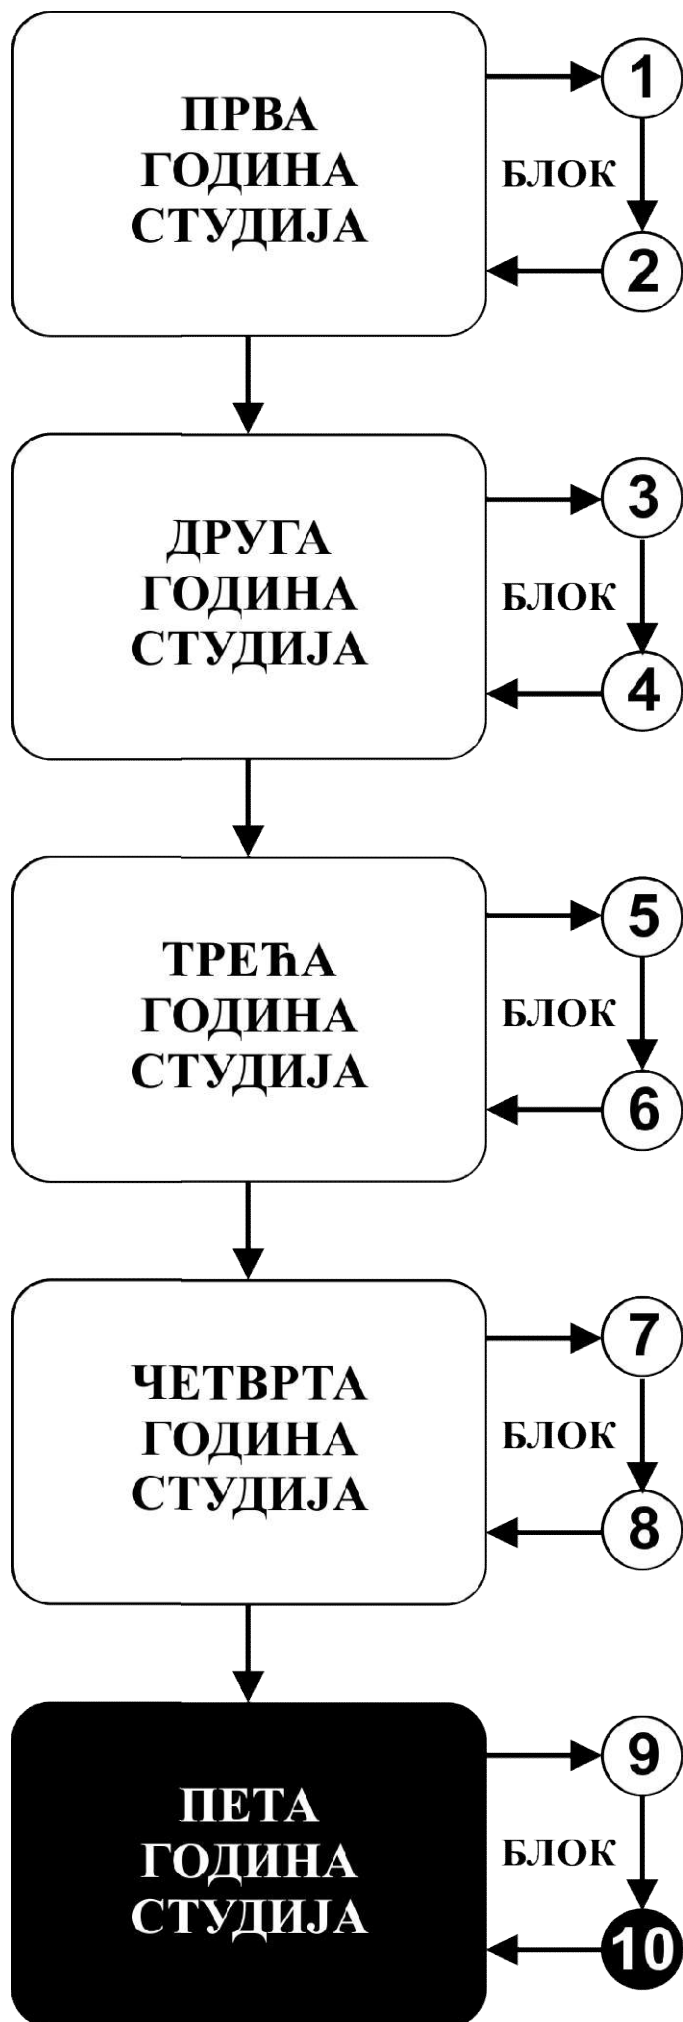 ПРВА
ГОДИНА
СТУДИЈА
1
БЛОК
2
ДРУГА
ГОДИНА
СТУДИЈА
3
БЛОК
4
ТРЕЋА
ГОДИНА
СТУДИЈА
5
БЛОК
6
ЧЕТВРТА
ГОДИНА
СТУДИЈА
7
БЛОК
8
ПЕТА
ГОДИНА
СТУДИЈА
9
БЛОК
10